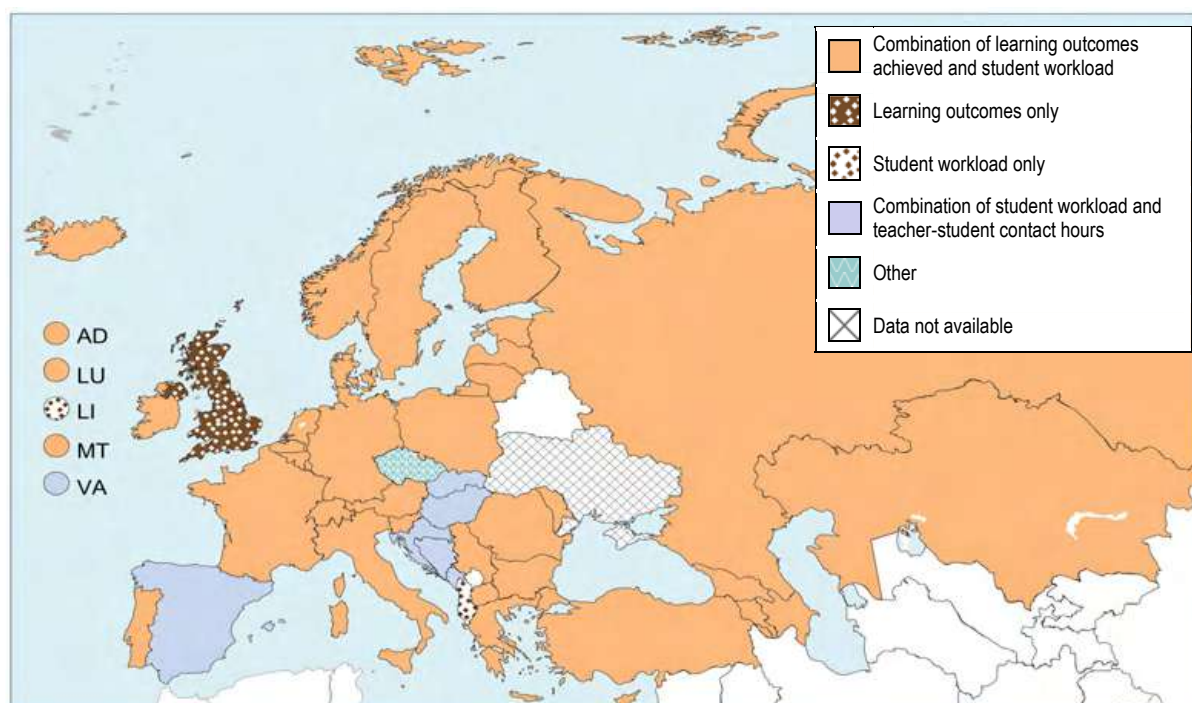 Combination of learning outcomes
achieved and student workload
Learning outcomes only
Student workload only
Combination of student workload and
teacher-student contact hours
Other
Data not available
AD
LU
LI
MT
VA